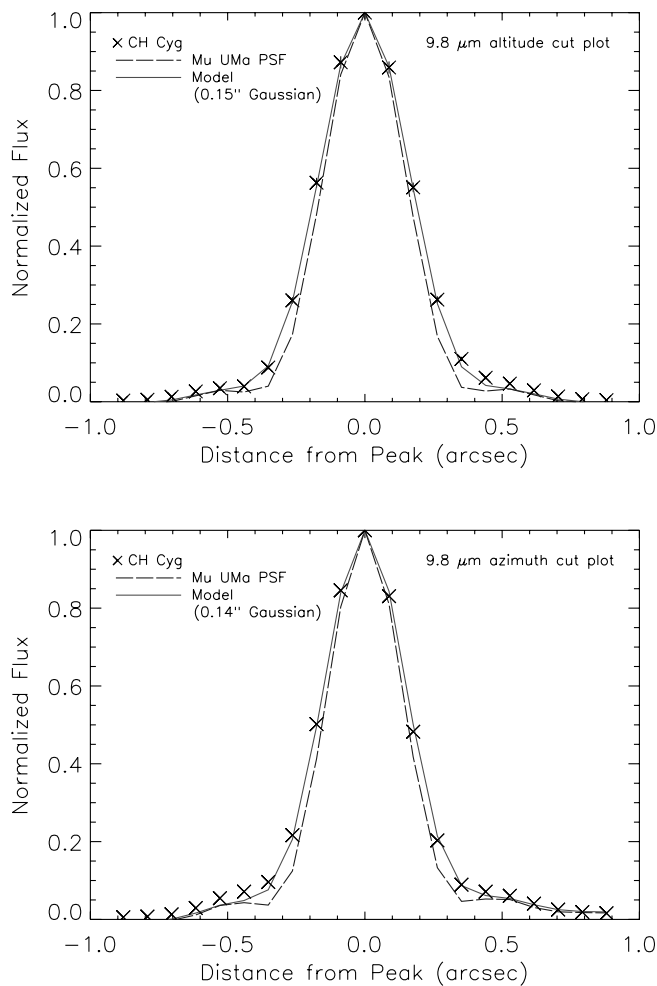 1.0
× CH Cyg
9.8 μm altitude cut plot
Mu UMa PSF
Model
(0.15" Gaussian)
0.8
0.6
0.4
0.2
0.0
Normalized Flux
−1.0 −0.5 0.0 0.5 1.0
Distance from Peak (arcsec)
1.0
× CH Cyg
9.8 μm azimuth cut plot
Mu UMa PSF
Model
(0.14" Gaussian)
0.8
0.6
0.4
0.2
0.0
Normalized Flux
−1.0 −0.5 0.0 0.5 1.0
Distance from Peak (arcsec)